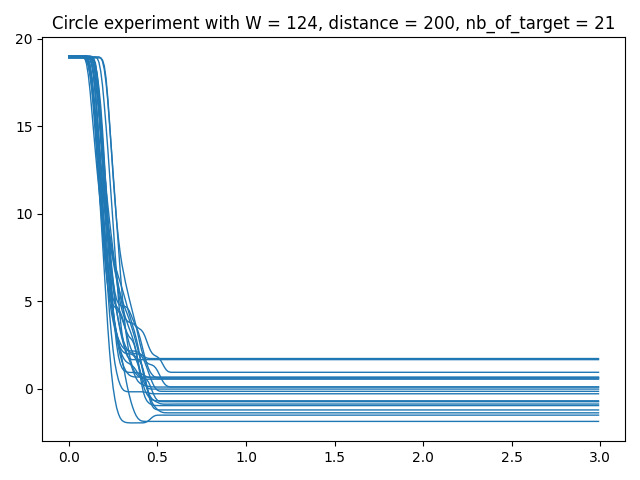 Circle experiment with W = 124, distance = 200, nb_of_target = 21
20
15
10
5
0
0.0 0.5 1.0 1.5 2.0 2.5 3.0